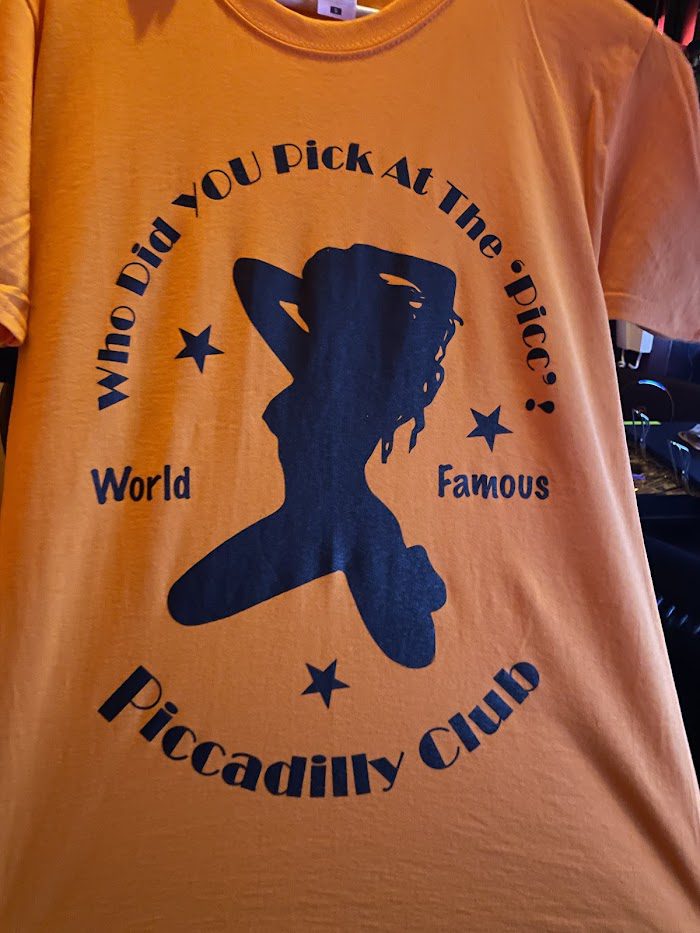 Who Did YOU Pick At The 'Picc'!
World Famous
Piccadilly Club